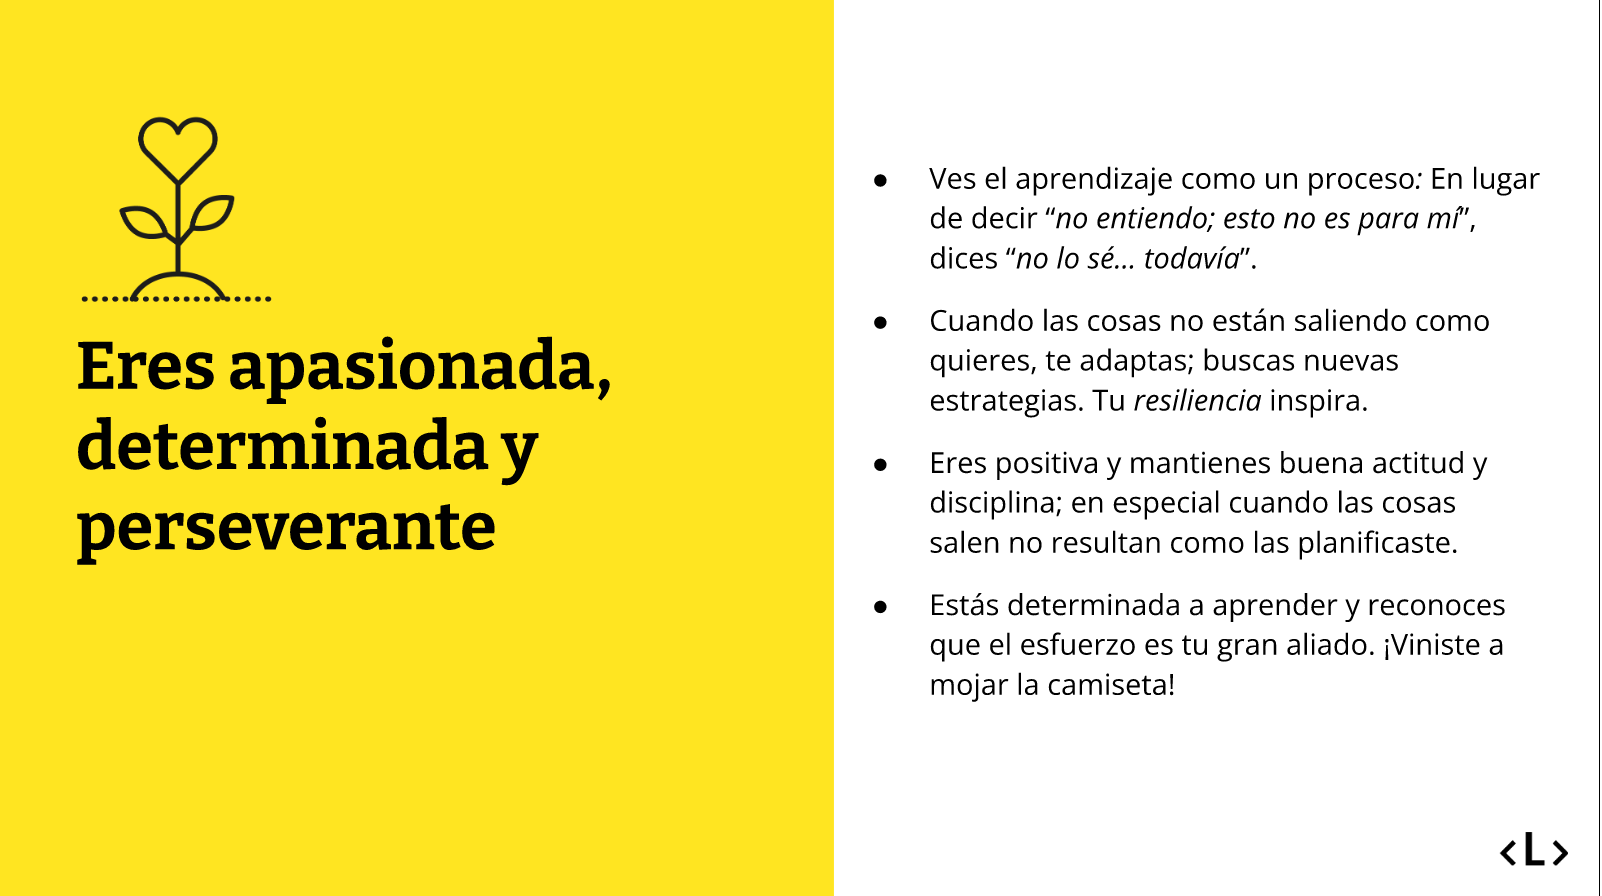 Eres apasionada,
determinada y
perseverante
● Ves el aprendizaje como un proceso: En lugar
de decir “no entiendo; esto no es para mí”,
dices “no lo sé... todavía”.
● Cuando las cosas no están saliendo como
quieres, te adaptas; buscas nuevas
estrategias. Tu resiliencia inspira.
● Eres positiva y mantienes buena actitud y
disciplina; en especial cuando las cosas
salen no resultan como las planificaste.
● Estás determinada a aprender y reconoces
que el esfuerzo es tu gran aliado. ¡Viniste a
mojar la camiseta!
<L>